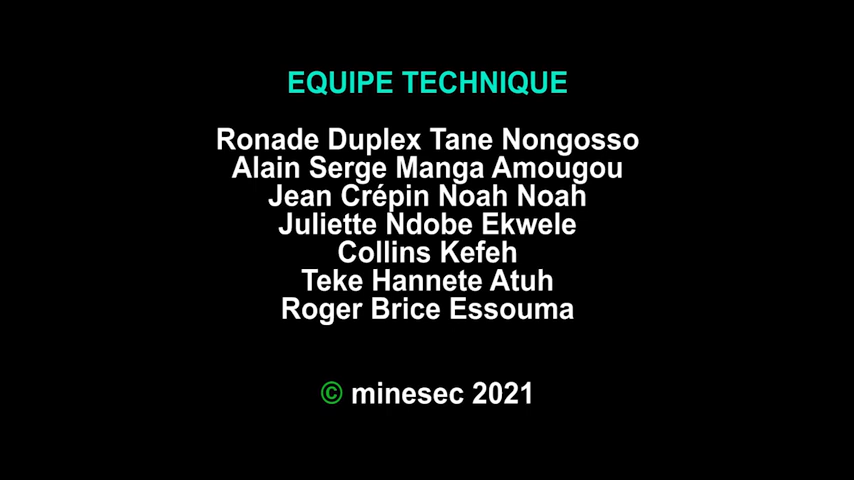 EQUIPE TECHNIQUE
Ronade Duplex Tane Nongosso
Alain Serge Manga Amougou
Jean Crépin Noah Noah
Juliette Ndobe Ekwele
Collins Kefeh
Teke Hannete Atuh
Roger Brice Essouma
© minesec 2021